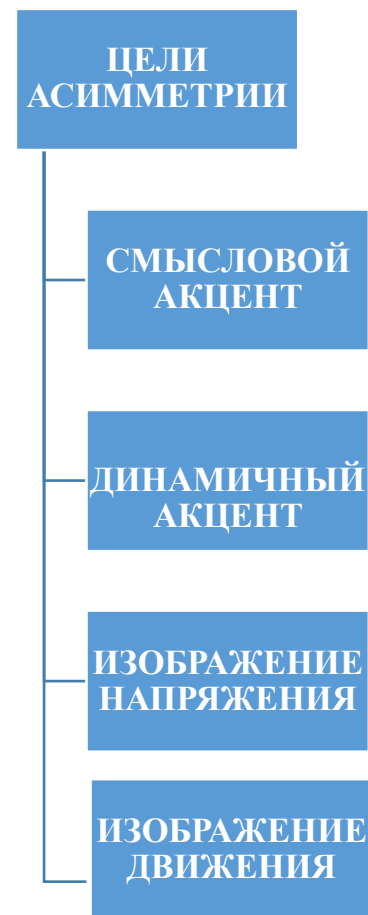 ЦЕЛИ
АСИММЕТРИИ
СМЫСЛОВОЙ
АКЦЕНТ
ДИНАМИЧНЫЙ
АКЦЕНТ
ИЗОБРАЖЕНИЕ
НАПРЯЖЕНИЯ
ИЗОБРАЖЕНИЕ
ДВИЖЕНИЯ